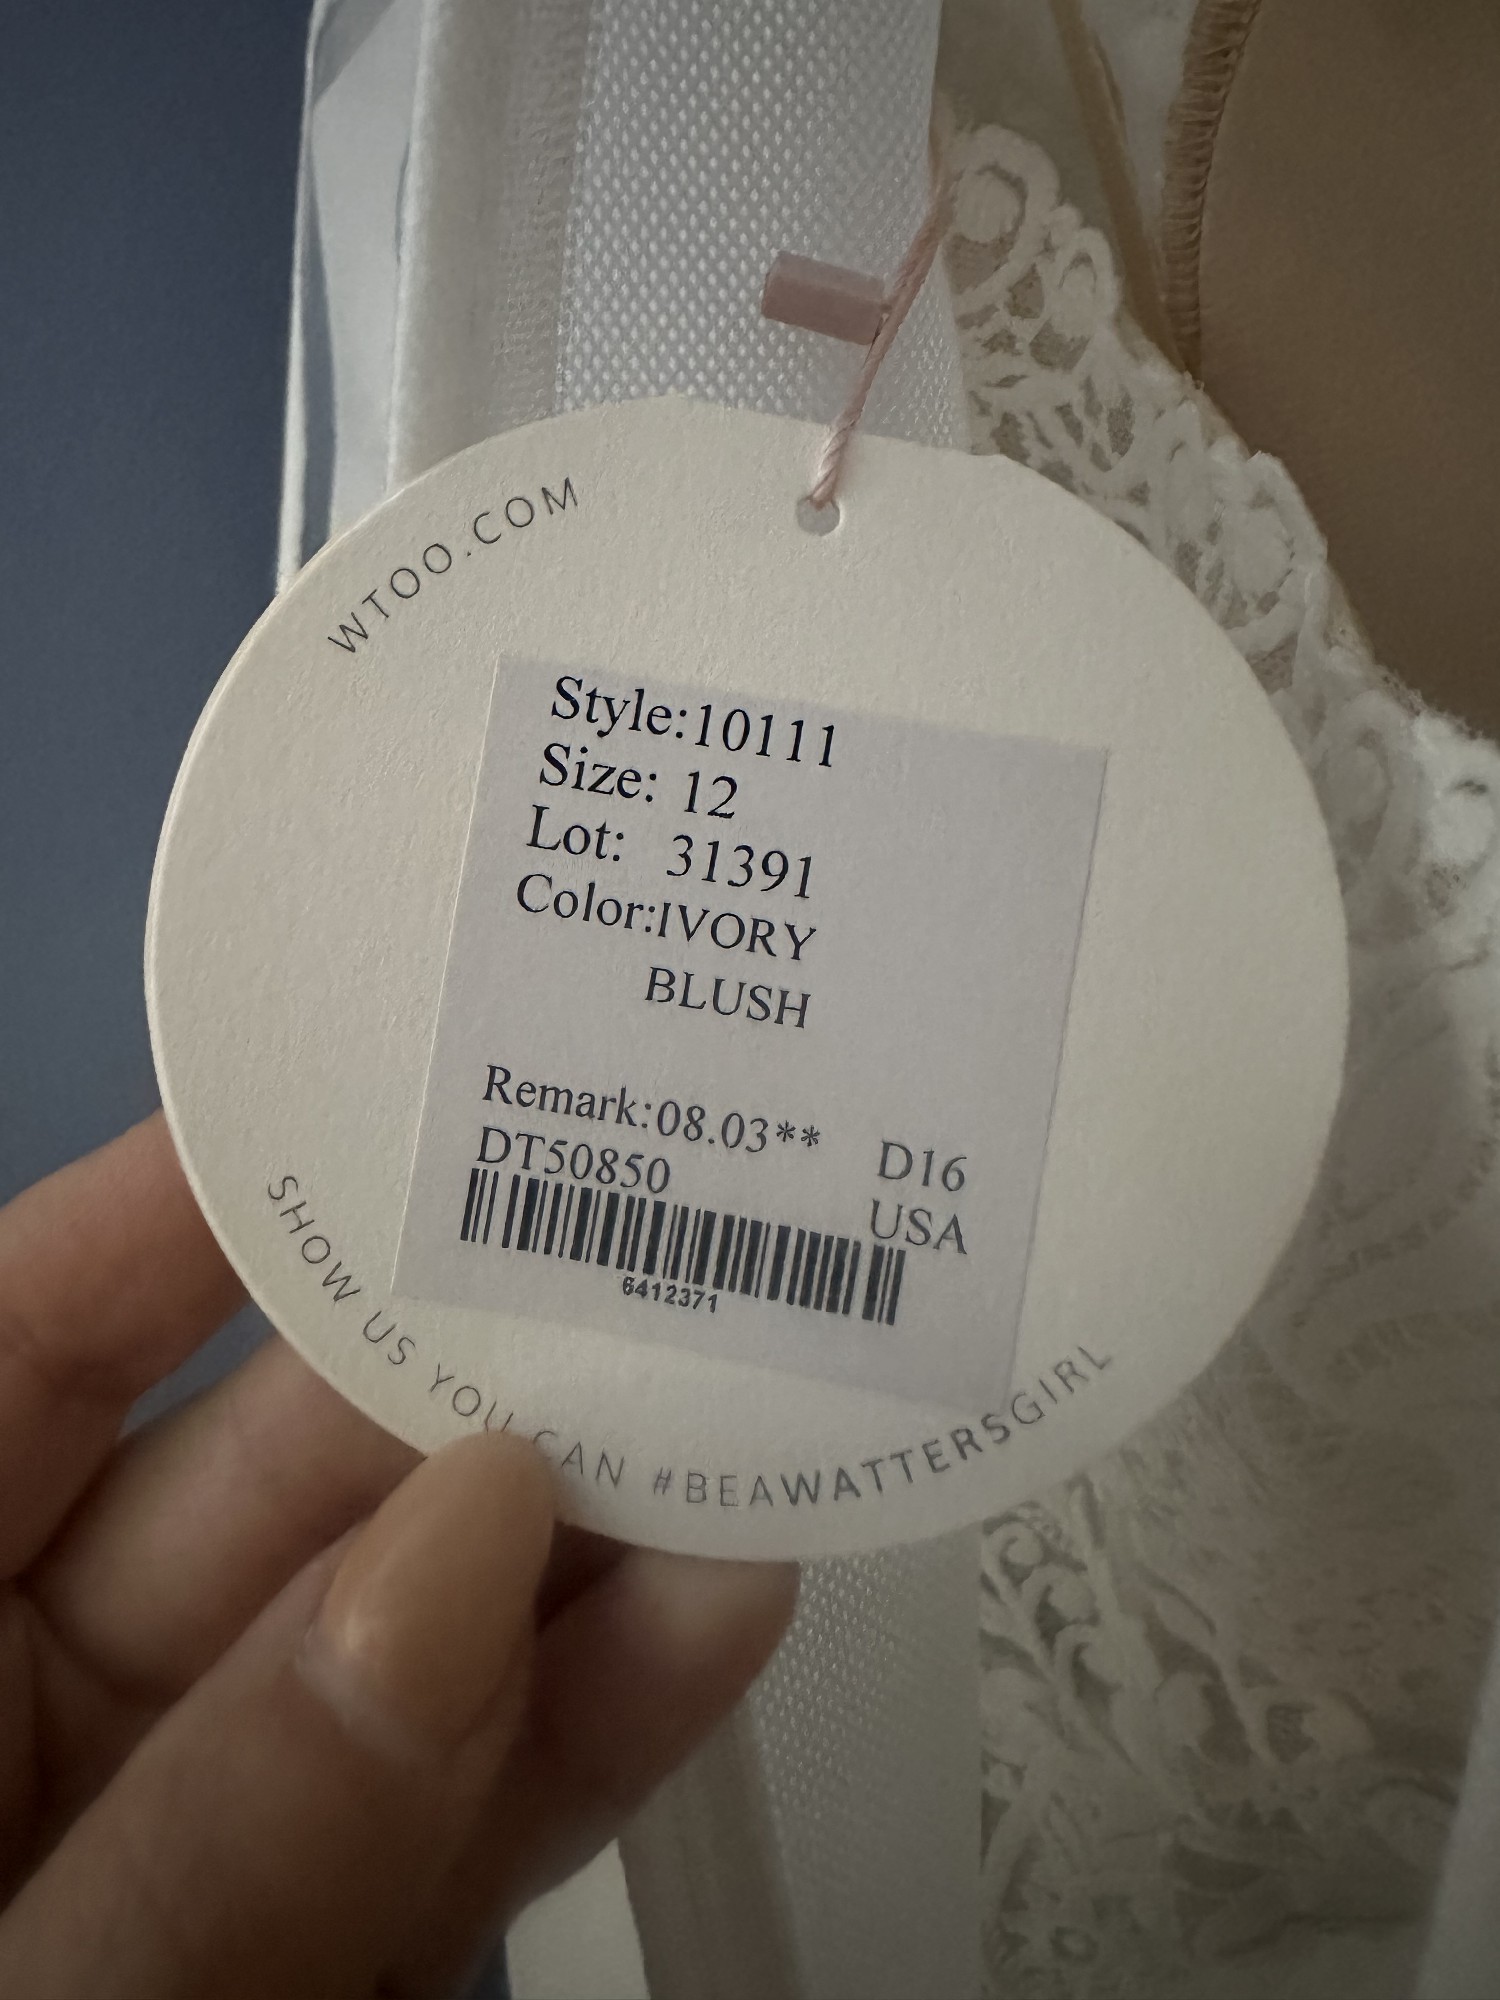 WTOO.COM
Style:10111
Size: 12
Lot: 31391
Color:IVORY
BLUSH
Remark:08.03** D16
DT50850 USA
6412371
SHOW US YOU CAN #BEAWATTERSGIRL